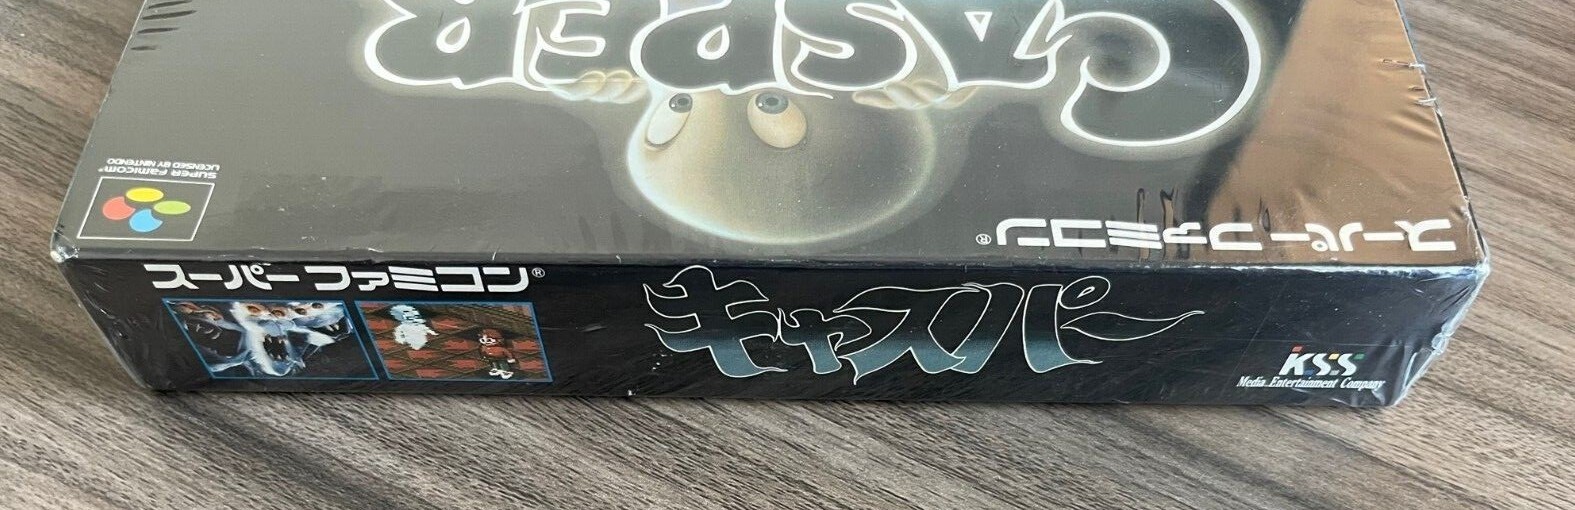 CASPER
スーパーファミコン®
SUPER FAMICOM®
LICENSED BY NINTENDO
スーパーファミコン®
キャスパー
KSS
Media Entertainment Company